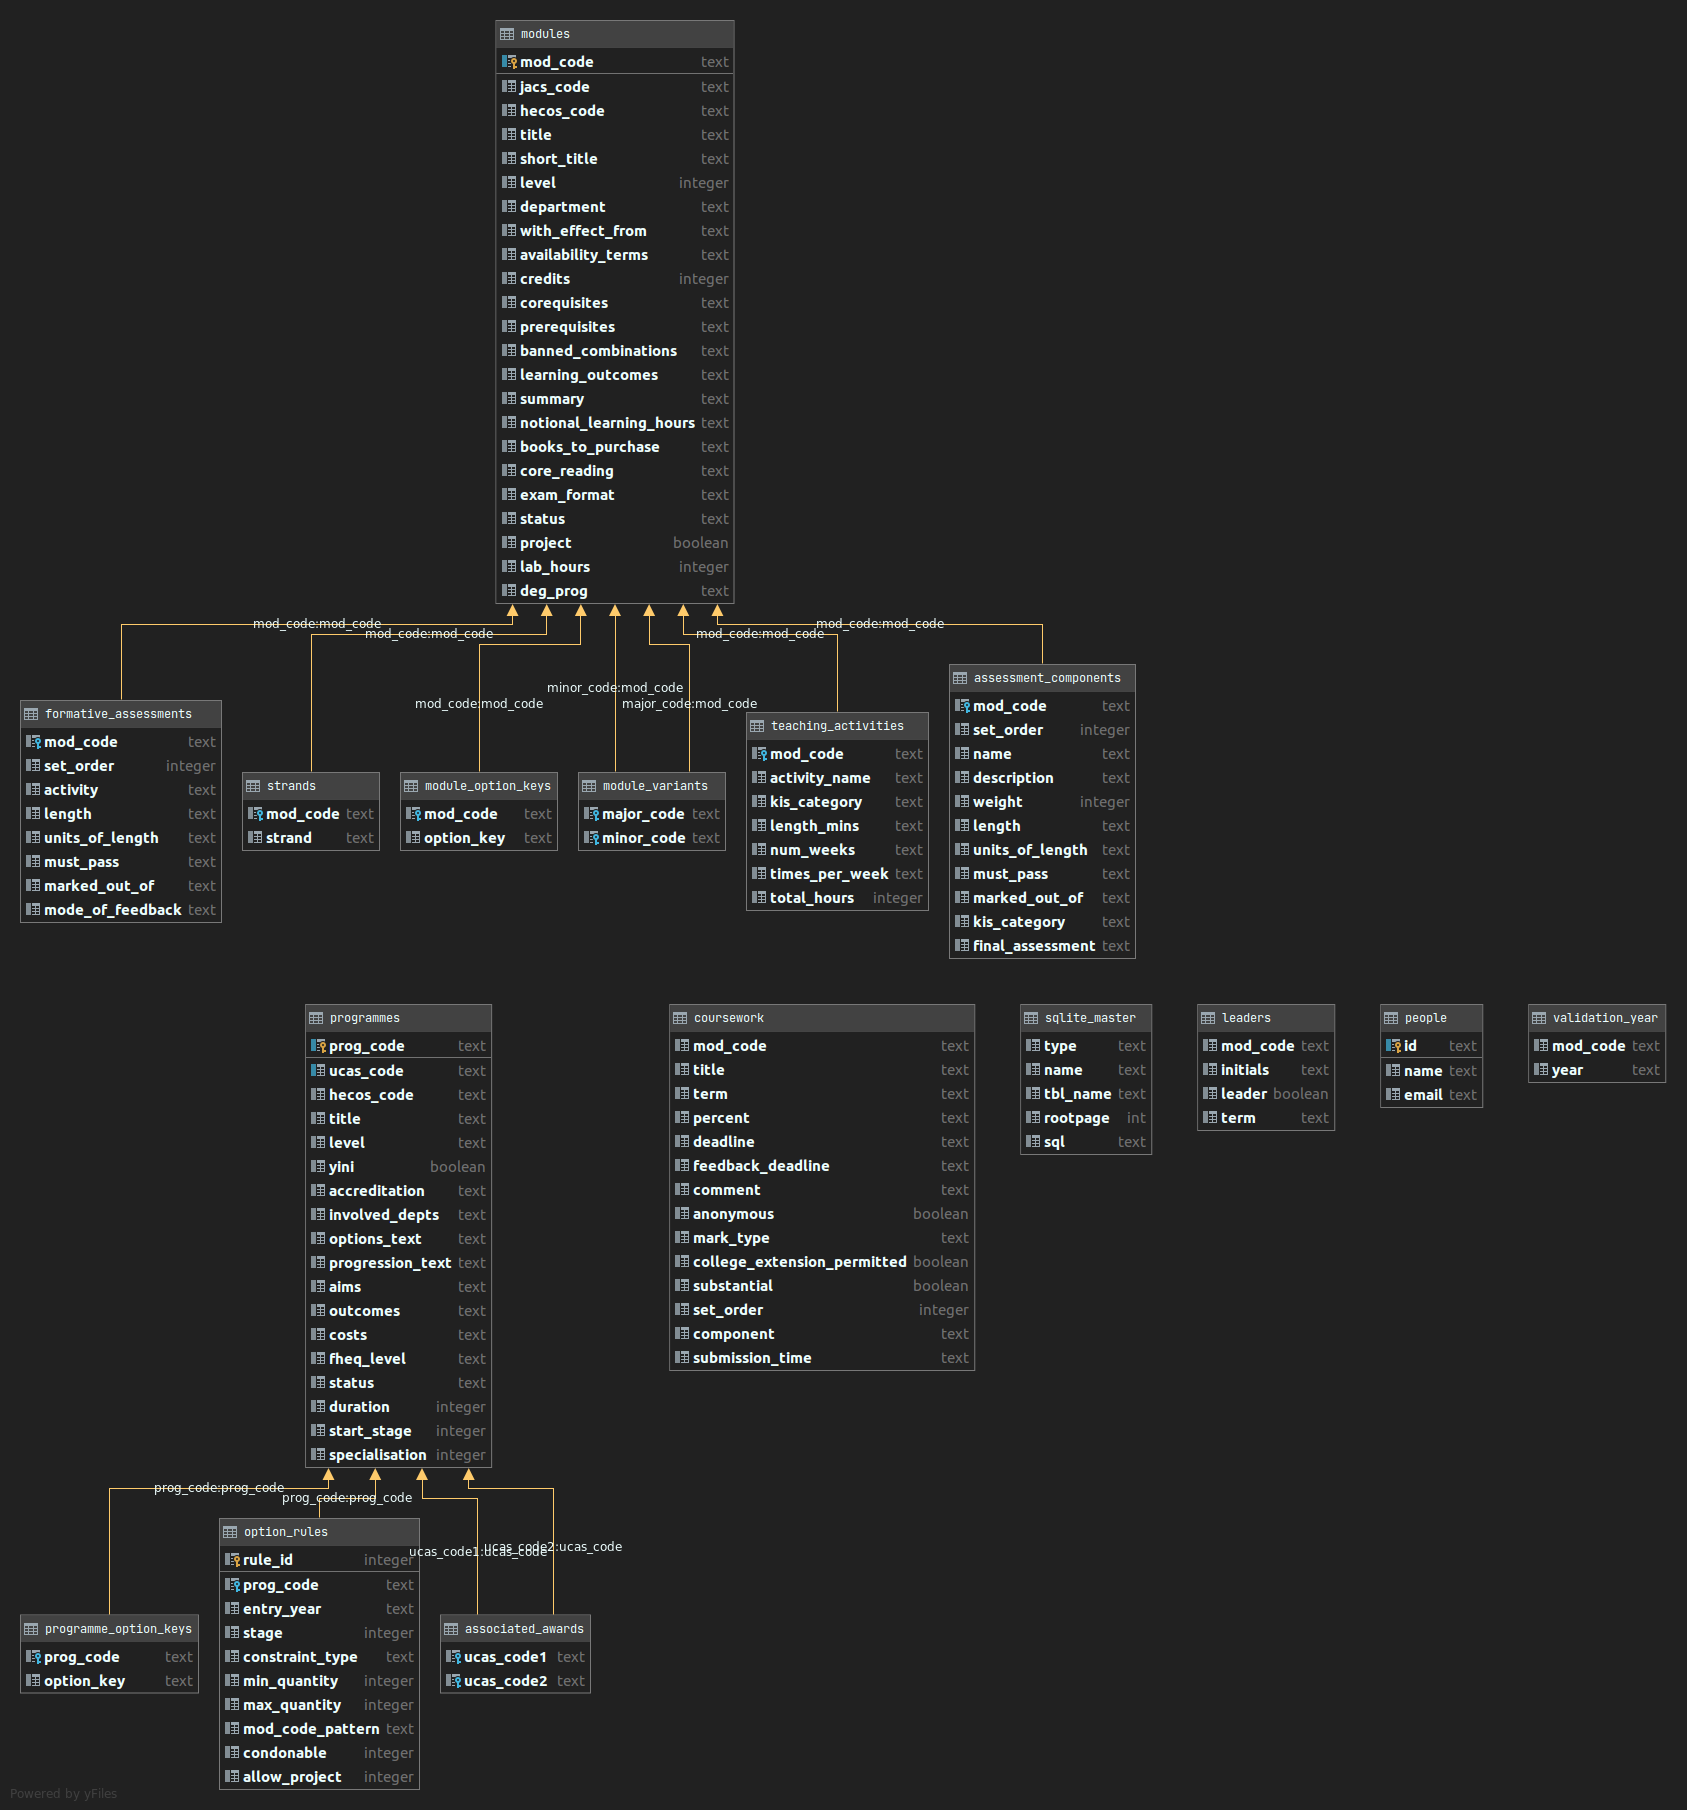 modules
mod_code text
jacs_code text
hecos_code text
title text
short_title text
level integer
department text
with_effect_from text
availability_terms text
credits integer
corequisites text
prerequisites text
banned_combinations text
learning_outcomes text
summary text
notional_learning_hours text
books_to_purchase text
core_reading text
exam_format text
status text
project boolean
lab_hours integer
deg_prog text
mod_code:mod_code
mod_code:mod_code
mod_code:mod_code
minor_code:mod_code
major_code:mod_code
mod_code:mod_code
mod_code:mod_code
formative_assessments
mod_code text
set_order integer
activity text
length text
units_of_length text
must_pass text
marked_out_of text
mode_of_feedback text
strands
mod_code text
strand text
module_option_keys
mod_code text
option_key text
module_variants
major_code text
minor_code text
teaching_activities
mod_code text
activity_name text
kis_category text
length_mins text
num_weeks text
times_per_week text
total_hours integer
assessment_components
mod_code text
set_order integer
name text
description text
weight integer
length text
units_of_length text
must_pass text
marked_out_of text
kis_category text
final_assessment text
programmes
prog_code text
ucas_code text
hecos_code text
title text
level text
yini boolean
accreditation text
involved_depts text
options_text text
progression_text text
aims text
outcomes text
costs text
fheq_level text
status text
duration integer
start_stage integer
specialisation integer
coursework
mod_code text
title text
term text
percent text
deadline text
feedback_deadline text
comment text
anonymous boolean
mark_type text
college_extension_permitted boolean
substantial boolean
set_order integer
component text
submission_time text
sqlite_master
type text
name text
tbl_name text
rootpage int
sql text
leaders
mod_code text
initials text
leader boolean
term text
people
id text
name text
email text
validation_year
mod_code text
year text
prog_code:prog_code
prog_code:prog_code
ucas_code1:ucas_code
ucas_code2:ucas_code
programme_option_keys
prog_code text
option_key text
option_rules
rule_id integer
prog_code text
entry_year text
stage integer
constraint_type text
min_quantity integer
max_quantity integer
mod_code_pattern text
condonable integer
allow_project integer
associated_awards
ucas_code1 text
ucas_code2 text
Powered by yFiles